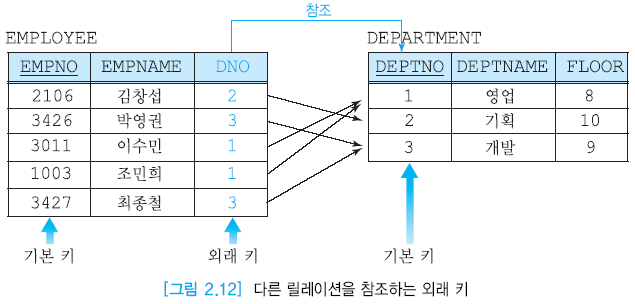 참조
EMPLOYEE
DEPARTMENT
EMPNO EMPNAME DNO
2106 김창섭 2
3426 박영권 3
3011 이수민 1
1003 조민희 1
3427 최종철 3
DEPTNO DEPTNAME FLOOR
1 영업 8
2 기획 10
3 개발 9
기본 키
외래 키
기본 키
[그림 2.12] 다른 릴레이션을 참조하는 외래 키